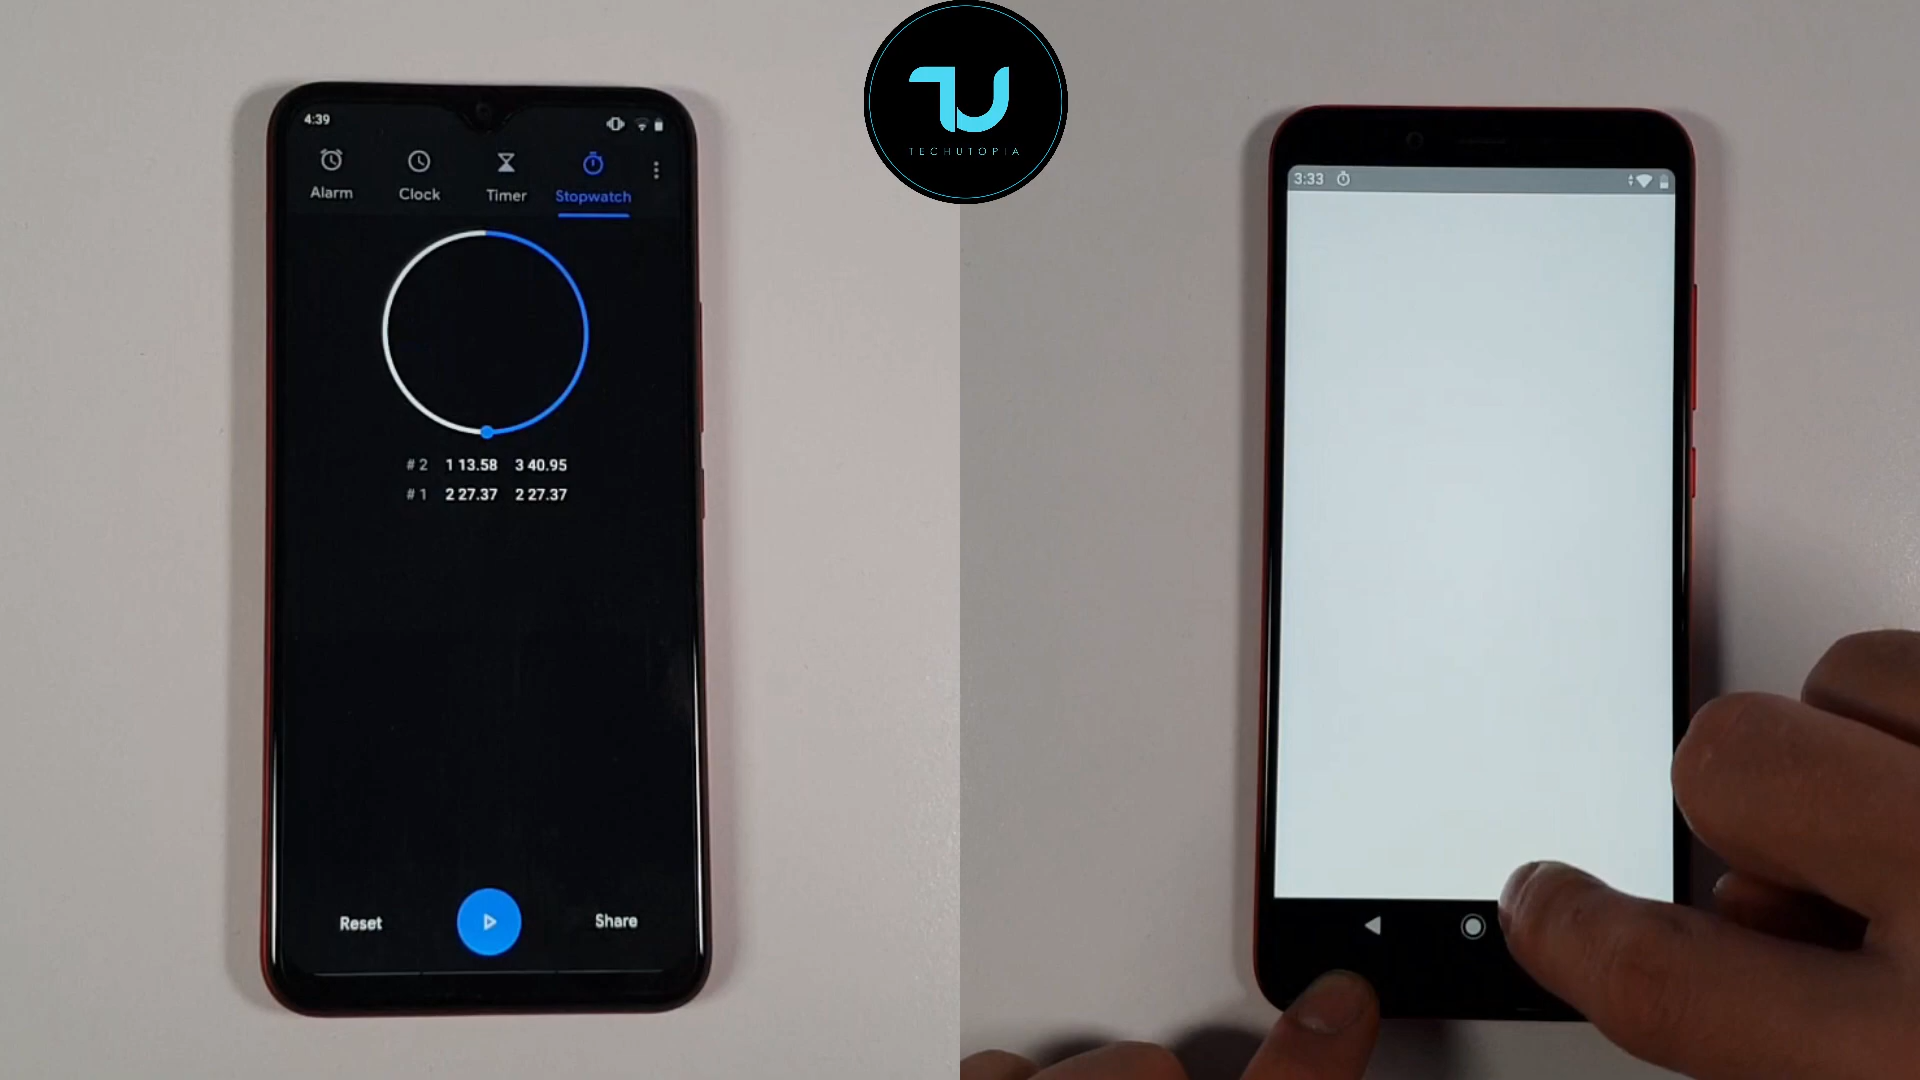 4:39
Alarm
Clock
Timer
Stopwatch
# 2 1 13.58 3 40.95
# 1 2 27.37 2 27.37
Reset
Share
TU
TECHUTOPIA
3:33